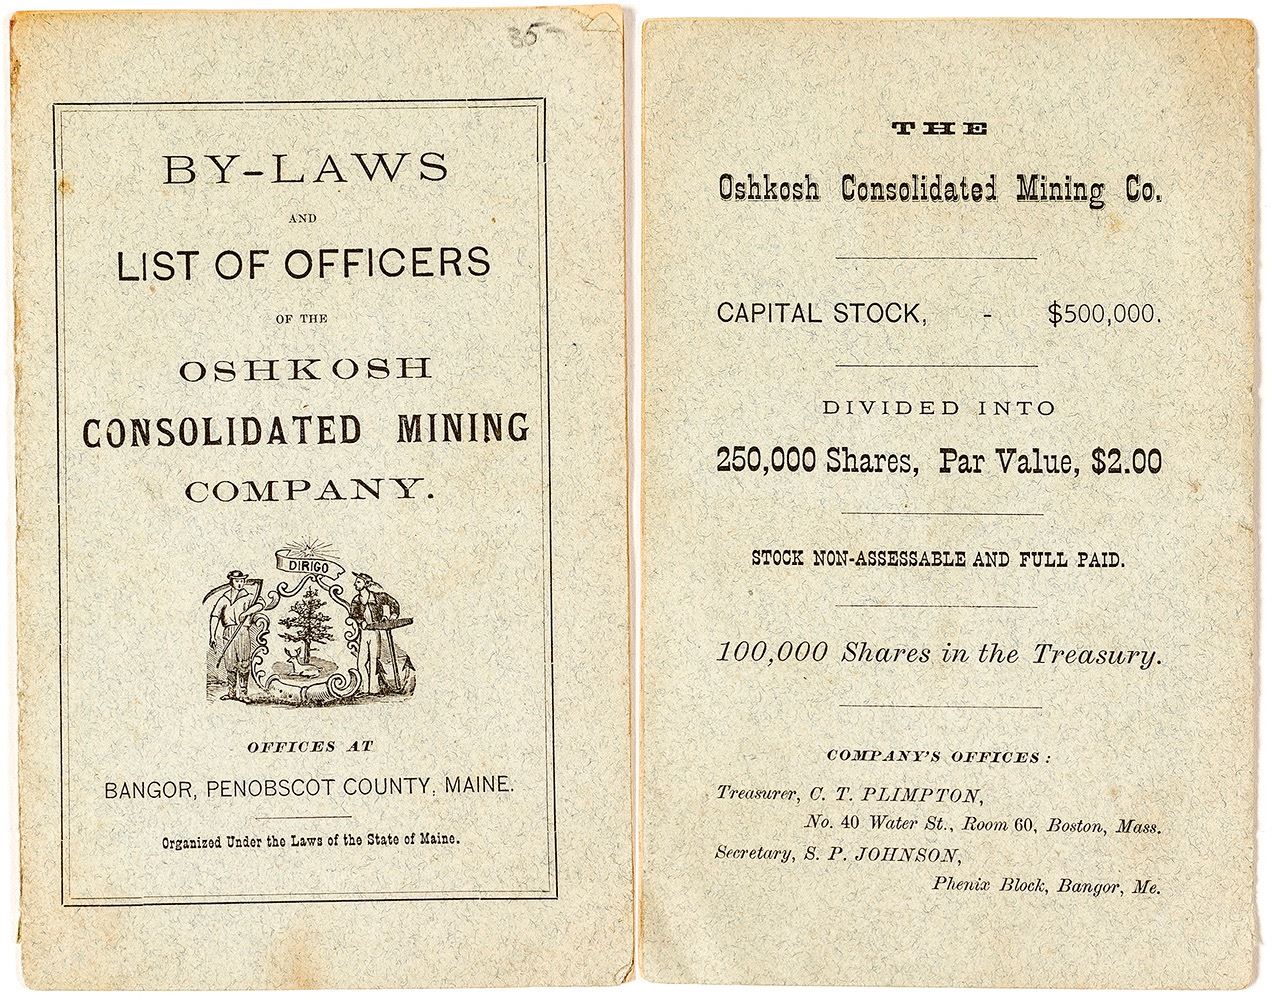 35-
BY-LAWS
AND
LIST OF OFFICERS
OF THE
OSHKOSH
CONSOLIDATED MINING
COMPANY.
DIRIGO
OFFICES AT
BANGOR, PENOBSCOT COUNTY, MAINE.
Organized Under the Laws of the State of Maine.
THE
Oshkosh Consolidated Mining Co.
CAPITAL STOCK, - $500,000.
DIVIDED INTO
250,000 Shares, Par Value, $2.00
STOCK NON-ASSESSABLE AND FULL PAID.
100,000 Shares in the Treasury.
COMPANY'S OFFICES:
Treasurer, C. T. PLIMPTON,
No. 40 Water St., Room 60, Boston, Mass.
Secretary, S. P. JOHNSON,
Phenix Block, Bangor, Me.